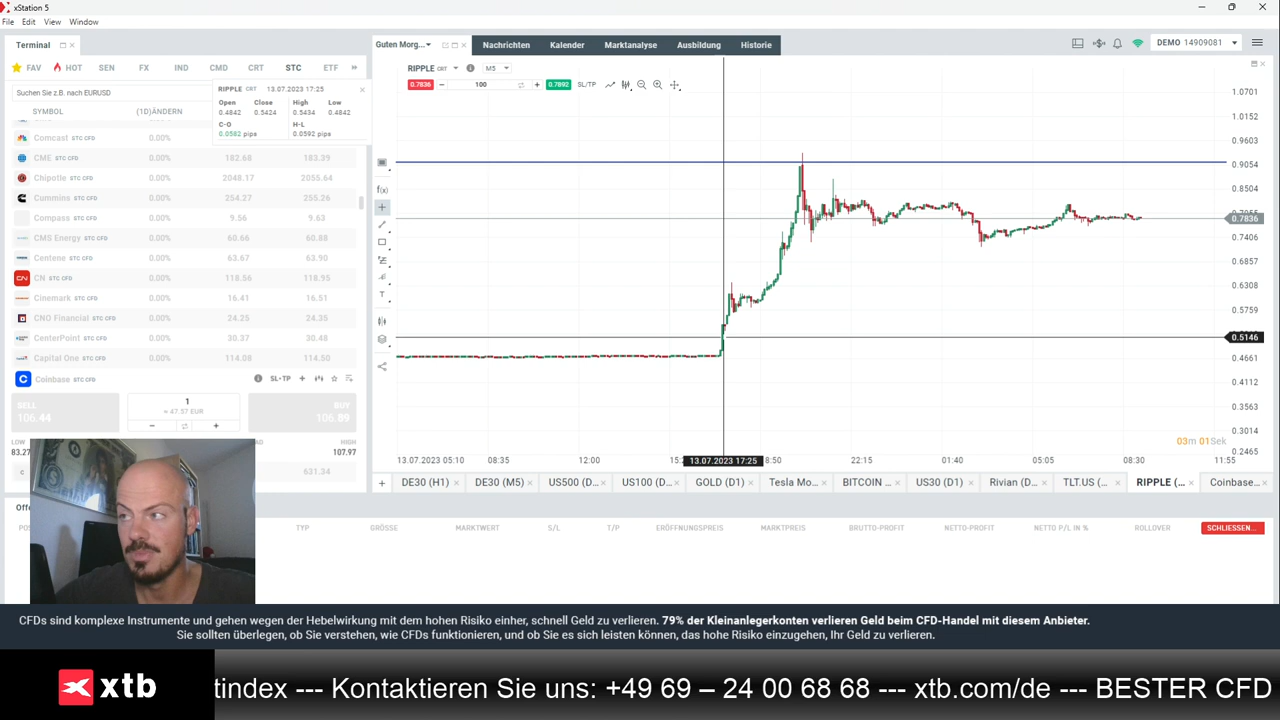 xStation 5
File Edit View Window
Terminal
FAV HOT SEN FX IND CMD CRT STC ETF
Suchen Sie z.B. nach EURUSD
SYMBOL (1D)ÄNDERN
RIPPLE CBT 13.07.2023 17:25
Open Close High Low
0.4842 0.5424 0.5434 0.4842
C-O H-L
0.0582 pips 0.0592 pips
Comcast STC CFD 0.00%
CME STC CFD 0.00% 182.68 183.39
Chipotle STC CFD 0.00% 2048.17 2055.64
Cummins STC CFD 0.00% 254.27 255.26
Compass STC CFD 0.00% 9.56 9.63
CMS Energy STC CFD 0.00% 60.66 60.88
Centene STC CFD 0.00% 63.67 63.90
CN STC CFD 0.00% 118.56 118.95
Cinemark STC CFD 0.00% 16.41 16.51
CNO Financial STC CFD 0.00% 24.25 24.35
CenterPoint STC CFD 0.00% 30.37 30.48
Capital One STC CFD 0.00% 114.08 114.50
Coinbase STC CFD SL-TP
SELL 1 BUY
106.44 ≈ 47.57 EUR 106.89
LOW HIGH
83.27 107.97
631.34
Guten Morg... Nachrichten Kalender Marktanalyse Ausbildung Historie
DEMO 14909081
RIPPLE CBT M5
0.7836 100 0.7892 SL/TP
f(x)
T
1.0701
1.0152
0.9603
0.9054
0.8504
0.7836
0.7406
0.6857
0.6308
0.5759
0.5146
0.4661
0.4112
0.3563
0.3014
0.2465
03m 01Sek
13.07.2023 05:10 08:35 12:00 13.07.2023 17:25 8:50 22:15 01:40 05:05 08:30 11:55
DE30 (H1) DE30 (M5) US500 (D... US100 (D... GOLD (D1) Tesla Mo... BITCOIN ... US30 (D1) Rivian (D... TLT.US (... RIPPLE (... Coinbase...
TYP GRÖSSE MARKTWERT S/L T/P ERÖFFNUNGSPREIS MARKTPREIS BRUTTO-PROFIT NETTO-PROFIT NETTO P/L IN % ROLLOVER SCHLIESSEN...
CFDs sind komplexe Instrumente und gehen wegen der Hebelwirkung mit dem hohen Risiko einher, schnell Geld zu verlieren. 79% der Kleinanlegerkonten verlieren Geld beim CFD-Handel mit diesem Anbieter.
Sie sollten überlegen, ob Sie verstehen, wie CFDs funktionieren, und ob Sie es sich leisten können, das hohe Risiko einzugehen, Ihr Geld zu verlieren.
xtb
tindex --- Kontaktieren Sie uns: +49 69 – 24 00 68 68 --- xtb.com/de --- BESTER CFD